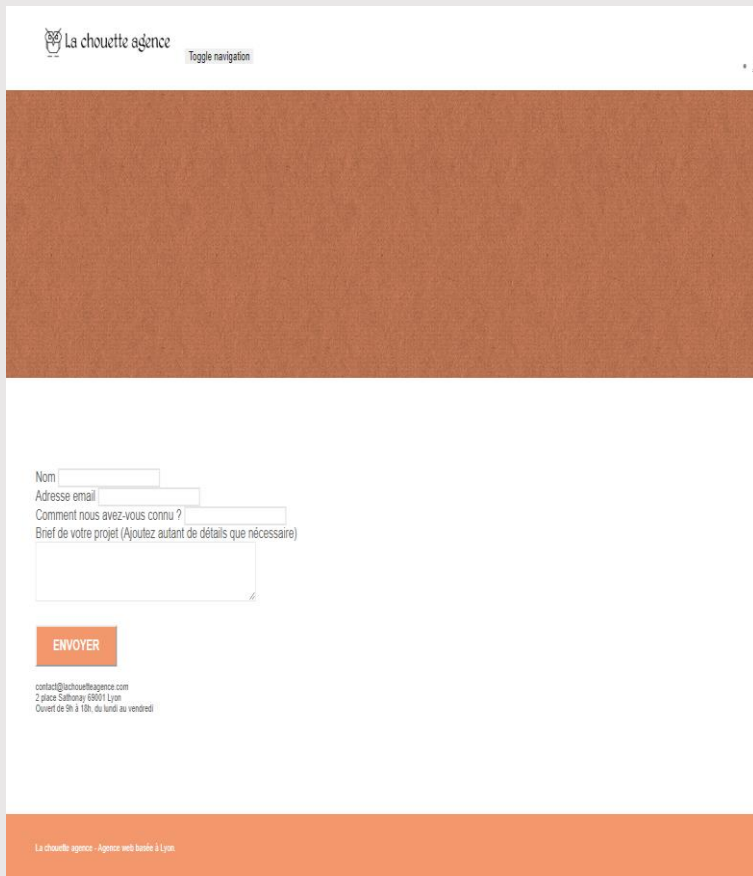 La chouette agence
Toggle navigation
Nom
Adresse email
Comment nous avez-vous connu ?
Brief de votre projet (Ajoutez autant de détails que nécessaire)
ENVOYER
contact@lachouetteagence.com
2 place Sathonay 69001 Lyon
Ouvert de 9h à 18h, du lundi au vendredi
La chouette agence - Agence web basée à Lyon